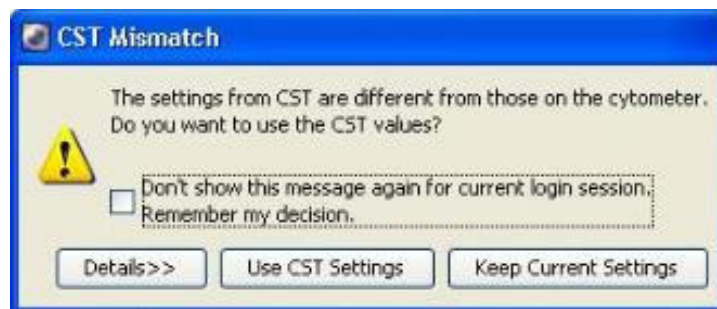 CST Mismatch
The settings from CST are different from those on the cytometer.
Do you want to use the CST values?
Don't show this message again for current login session.
Remember my decision.
Details>> Use CST Settings Keep Current Settings